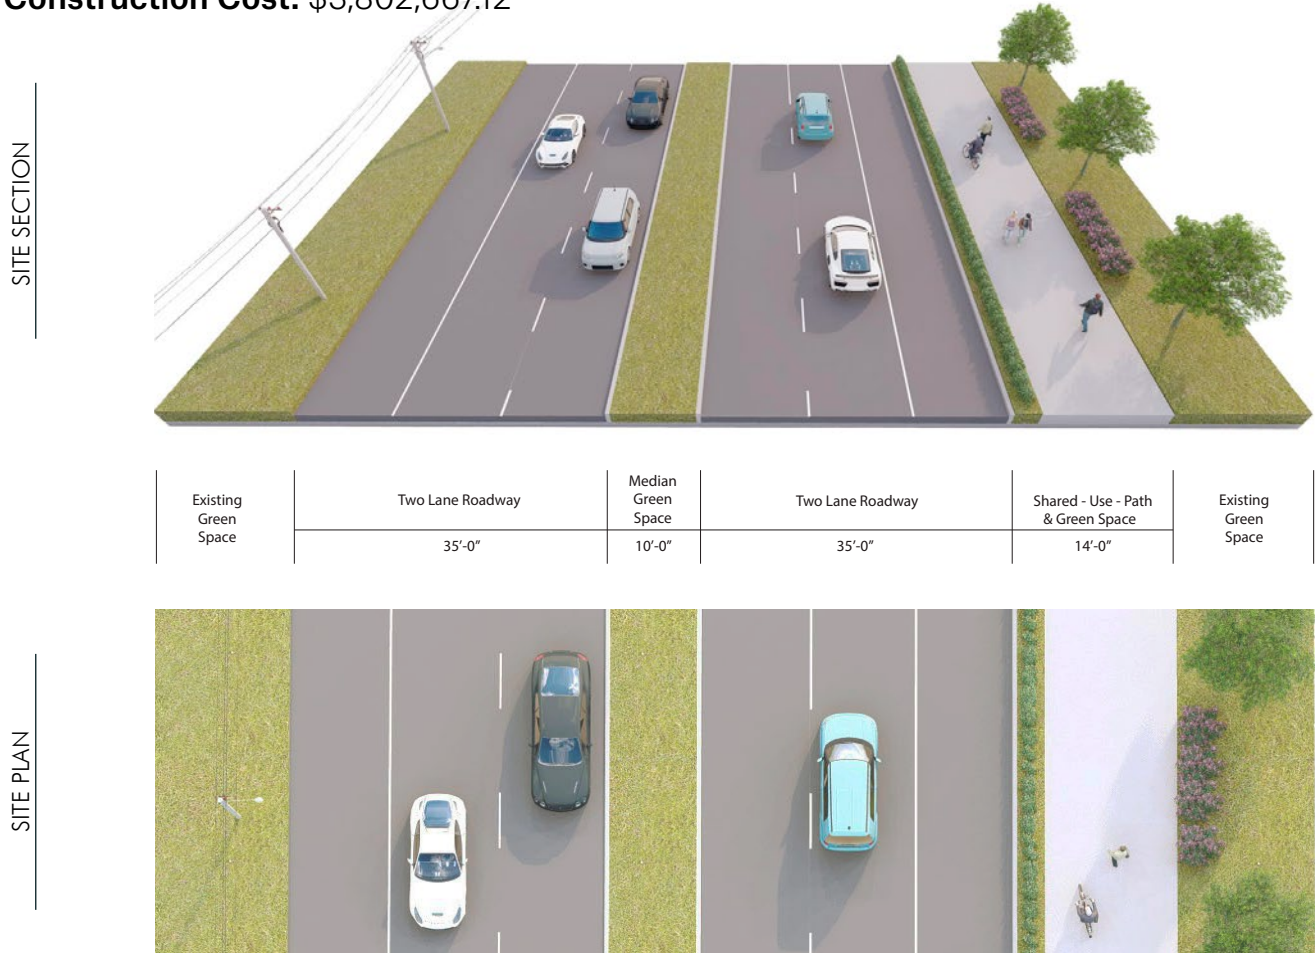 Construction Cost: $3,802,667.12
SITE SECTION
Existing
Green
Space
Two Lane Roadway
35'-0"
Median
Green
Space
10'-0"
Two Lane Roadway
35'-0"
Shared - Use - Path
& Green Space
14'-0"
Existing
Green
Space
SITE PLAN